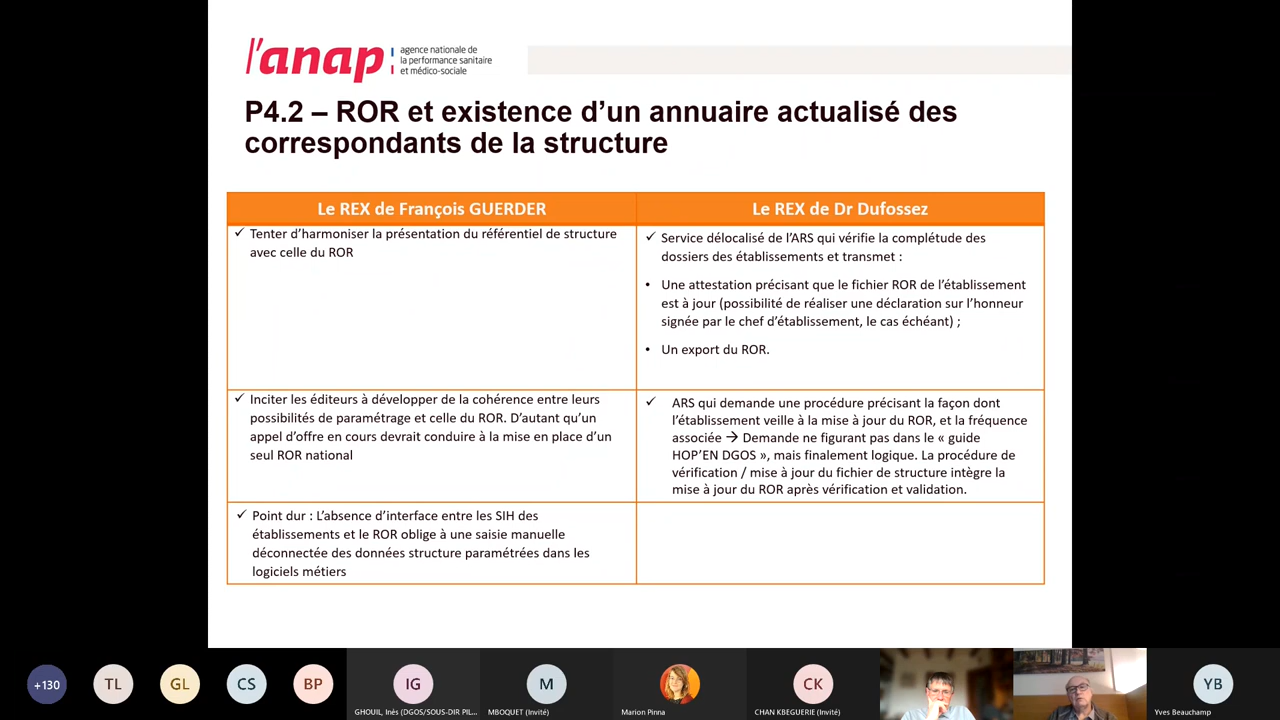 l'anap
agence nationale de
la performance sanitaire
et médico-sociale
P4.2 – ROR et existence d'un annuaire actualisé des
correspondants de la structure
Le REX de François GUERDER
Le REX de Dr Dufossez
✓ Tenter d'harmoniser la présentation du référentiel de structure
avec celle du ROR
✓ Service délocalisé de l'ARS qui vérifie la complétude des
dossiers des établissements et transmet :
• Une attestation précisant que le fichier ROR de l'établissement
est à jour (possibilité de réaliser une déclaration sur l'honneur
signée par le chef d'établissement, le cas échéant) ;
• Un export du ROR.
✓ Inciter les éditeurs à développer de la cohérence entre leurs
possibilités de paramétrage et celle du ROR. D'autant qu'un
appel d'offre en cours devrait conduire à la mise en place d'un
seul ROR national
✓ ARS qui demande une procédure précisant la façon dont
l'établissement veille à la mise à jour du ROR, et la fréquence
associée → Demande ne figurant pas dans le « guide
HOP'EN DGOS », mais finalement logique. La procédure de
vérification / mise à jour du fichier de structure intègre la
mise à jour du ROR après vérification et validation.
✓ Point dur : L'absence d'interface entre les SIH des
établissements et le ROR oblige à une saisie manuelle
déconnectée des données structure paramétrées dans les
logiciels métiers
+130
TL
GL
CS
BP
IG
M
CK
YB
GHOUIL, Inès (DGOS/SOUS-DIR PIL...
MBOQUET (Invité)
Marion Pinna
CHAN KBEGUERIE (Invité)
Yves Beauchamp